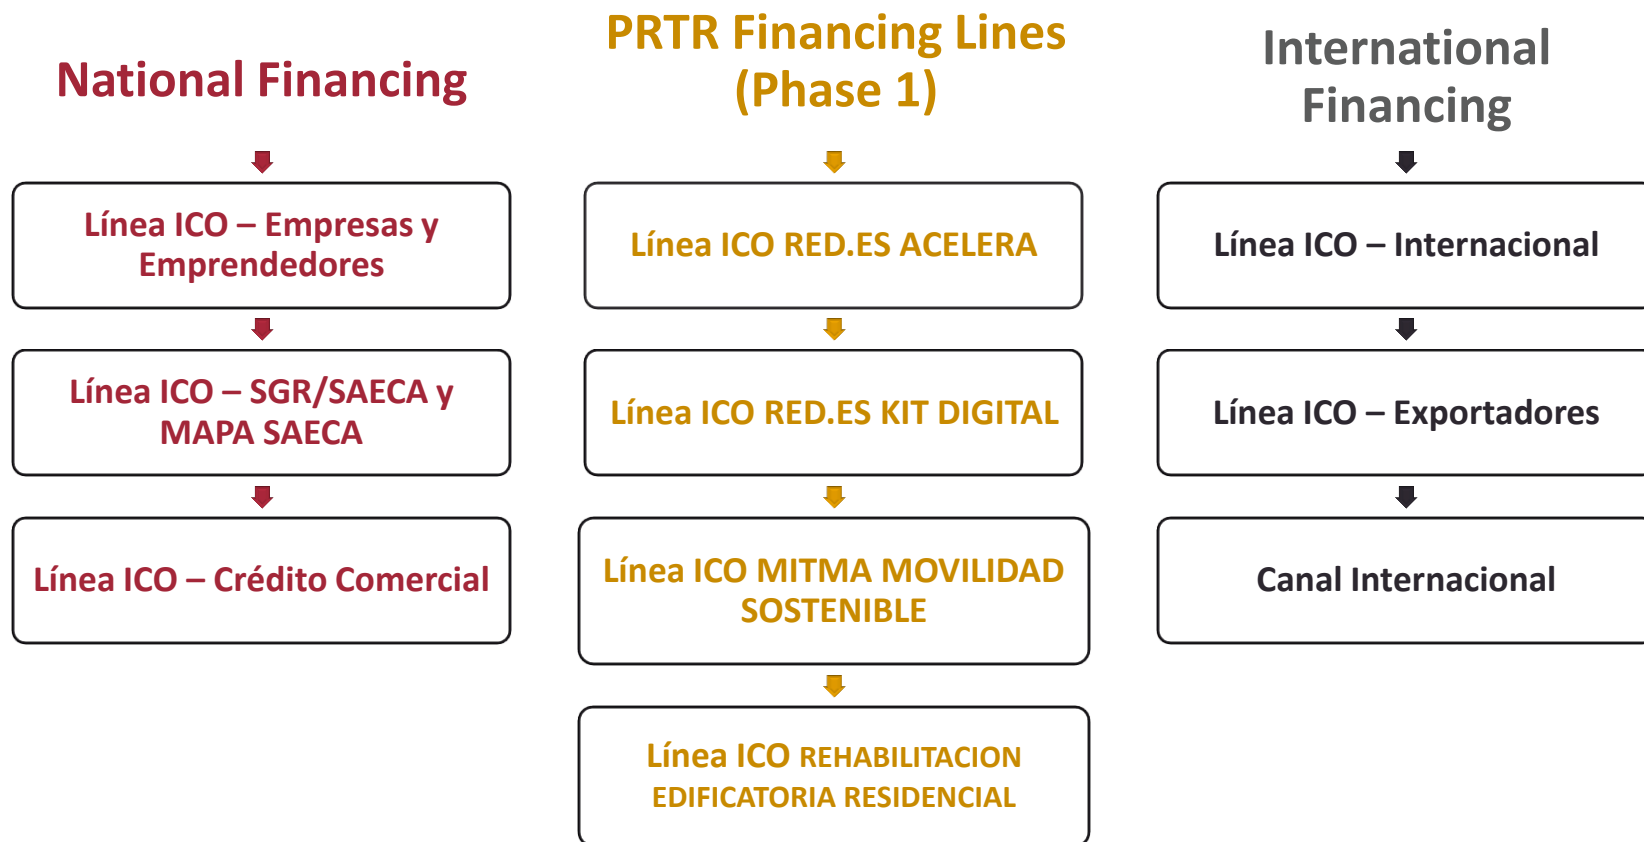 National Financing
Línea ICO – Empresas y
Emprendedores
Línea ICO – SGR/SAECA y
MAPA SAECA
Línea ICO – Crédito Comercial
PRTR Financing Lines
(Phase 1)
Línea ICO RED.ES ACELERA
Línea ICO RED.ES KIT DIGITAL
Línea ICO MITMA MOVILIDAD
SOSTENIBLE
Línea ICO REHABILITACION
EDIFICATORIA RESIDENCIAL
International
Financing
Línea ICO – Internacional
Línea ICO – Exportadores
Canal Internacional